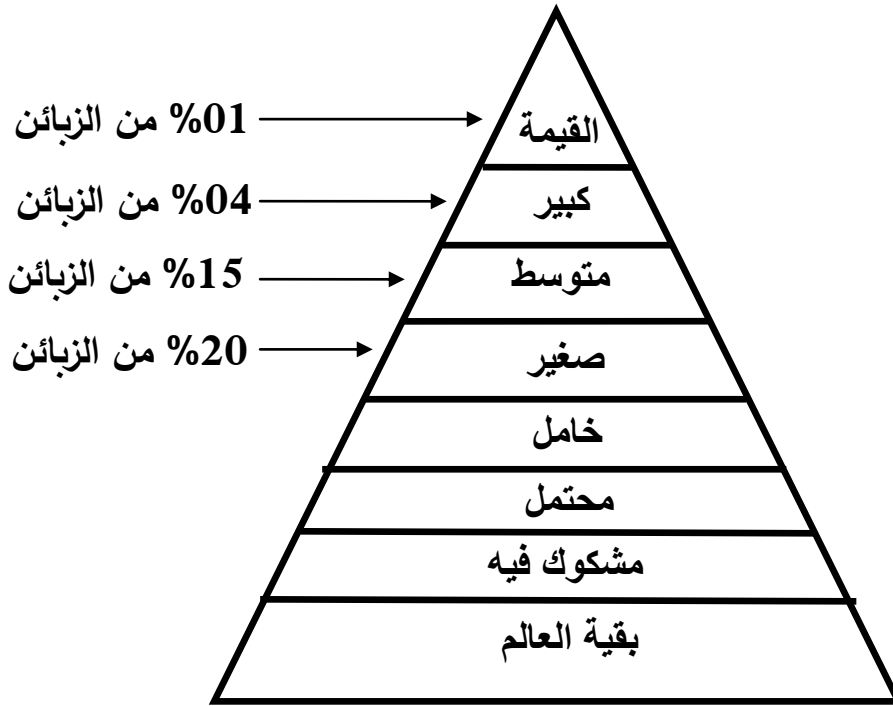 القيمة
%01 من الزبائن
كبير
%04 من الزبائن
متوسط
%15 من الزبائن
صغير
%20 من الزبائن
خامل
محتمل
مشكوك فيه
بقية العالم